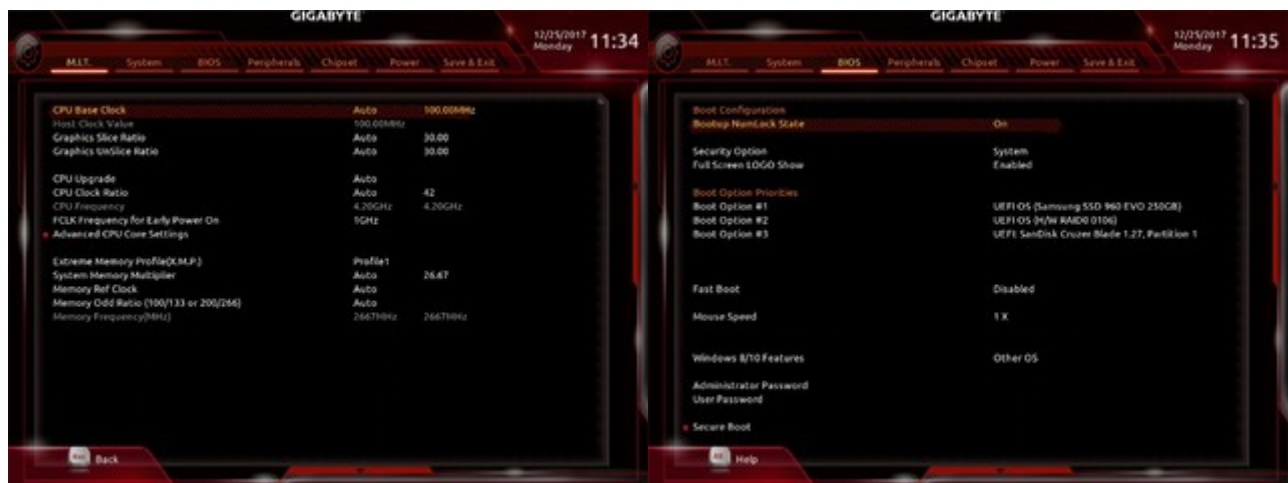 GIGABYTE
12/25/2017
Monday 11:34
M.I.T. System BIOS Peripherals Chipset Power Save & Exit
CPU Base Clock Auto 100.00MHz
Host Clock Value 100.00MHz
Graphics Slice Ratio Auto 30.00
Graphics UnSlice Ratio Auto 30.00
CPU Upgrade Auto
CPU Clock Ratio Auto 42
CPU Frequency 4.20GHz 4.20GHz
FCLK Frequency for Early Power On 1GHz
Advanced CPU Core Settings
Extreme Memory Profile(X.M.P.) Profile1
System Memory Multiplier Auto 26.67
Memory Ref Clock Auto
Memory Odd Ratio (100/133 or 200/266) Auto
Memory Frequency(MHz) 2667MHz 2667MHz
Esc Back
GIGABYTE
12/25/2017
Monday 11:35
M.I.T. System BIOS Peripherals Chipset Power Save & Exit
Boot Configuration
Bootup NumLock State On
Security Option System
Full Screen LOGO Show Enabled
Boot Option Priorities
Boot Option #1 UEFI OS (Samsung SSD 960 EVO 250GB)
Boot Option #2 UEFI OS (H/W RAID0 0106)
Boot Option #3 UEFI: SanDisk Cruzer Blade 1.27, Partition 1
Fast Boot Disabled
Mouse Speed 1 X
Windows 8/10 Features Other OS
Administrator Password
User Password
Secure Boot
Help